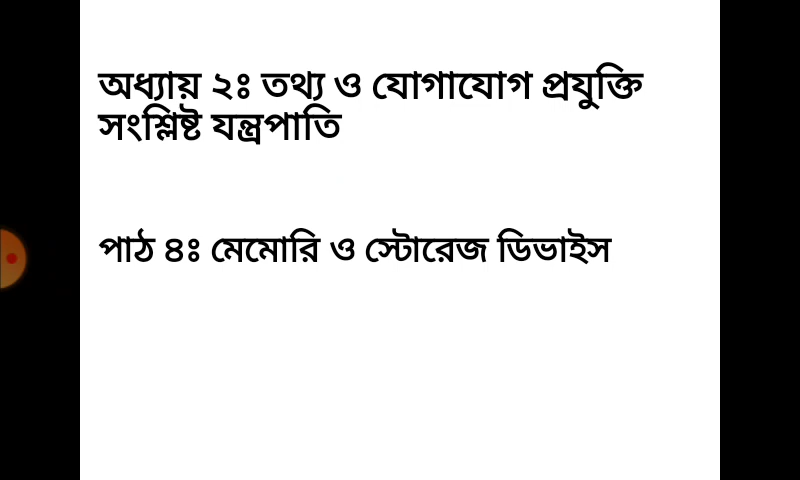 অধ্যায় ২ঃ তথ্য ও যোগাযোগ প্রযুক্তি
সংশ্লিষ্ট যন্ত্রপাতি
পাঠ ৪ঃ মেমোরি ও স্টোরেজ ডিভাইস